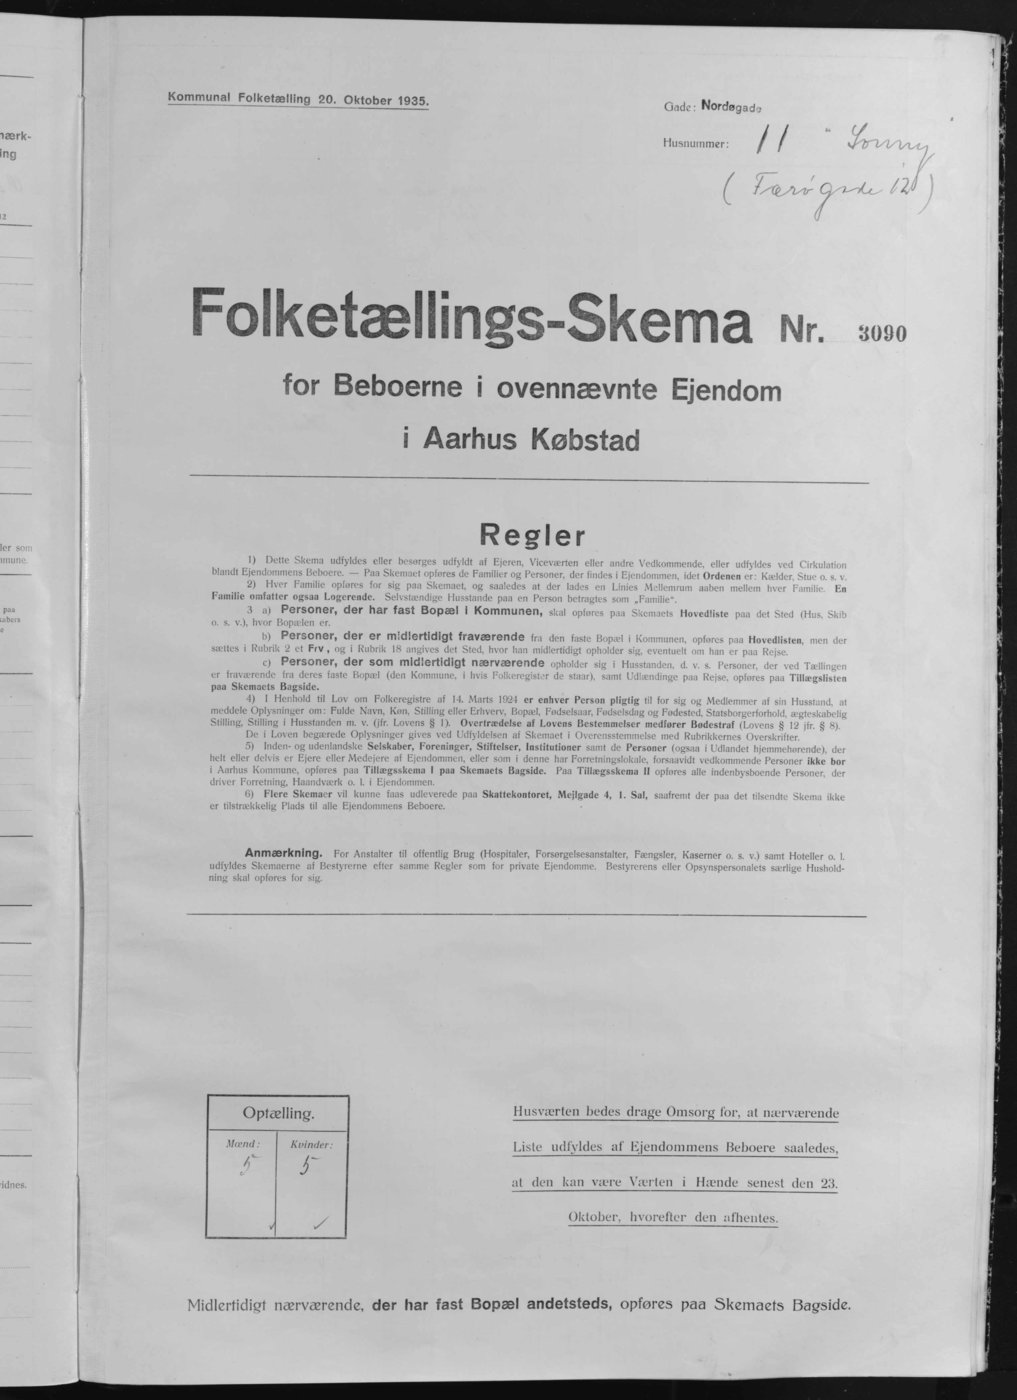 Kommunal Folketælling 20. Oktober 1935.
Gade: Nordøgade
Husnummer: 11 "Sonny"
(Færøgade 12)
Folketællings-Skema Nr. 3090
for Beboerne i ovennævnte Ejendom
i Aarhus Købstad
Regler
1) Dette Skema udfyldes eller besørges udfyldt af Ejeren, Viceværten eller andre Vedkommende, eller udfyldes ved Cirkulation
blandt Ejendommens Beboere. — Paa Skemaet opføres de Familier og Personer, der findes i Ejendommen, idet Ordenen er: Kælder, Stue o. s. v.
2) Hver Familie opføres for sig paa Skemaet, og saaledes at der lades en Linies Mellemrum aaben mellem hver Familie. En
Familie omfatter ogsaa Logerende. Selvstændige Husstande paa en Person betragtes som „Familie“.
3 a) Personer, der har fast Bopæl i Kommunen, skal opføres paa Skemaets Hovedliste paa det Sted (Hus, Skib
o. s. v.), hvor Bopælen er.
b) Personer, der er midlertidigt fraværende fra den faste Bopæl i Kommunen, opføres paa Hovedlisten, men der
sættes i Rubrik 2 et Frv., og i Rubrik 18 angives det Sted, hvor han midlertidigt opholder sig, eventuelt om han er paa Rejse.
c) Personer, der som midlertidigt nærværende opholder sig i Husstanden, d. v. s. Personer, der ved Tællingen
er fraværende fra deres faste Bopæl (den Kommune, i hvis Folkeregister de staar), samt Udlændinge paa Rejse, opføres paa Tillægslisten
paa Skemaets Bagside.
4) I Henhold til Lov om Folkeregistre af 14. Marts 1924 er enhver Person pligtig til for sig og Medlemmer af sin Husstand, at
meddele Oplysninger om: Fulde Navn, Køn, Stilling eller Erhverv, Bopæl, Fødselsaar, Fødselsdag og Fødested, Statsborgerforhold, ægteskabelig
Stilling, Stilling i Husstanden m. v. (jfr. Lovens § 1). Overtrædelse af Lovens Bestemmelser medfører Bødestraf (Lovens § 12 jfr. § 8).
De i Loven begærede Oplysninger gives ved Udfyldelsen af Skemaet i Overensstemmelse med Rubrikkernes Overskrifter.
5) Inden- og udenlandske Selskaber, Foreninger, Stiftelser, Institutioner samt de Personer (ogsaa i Udlandet hjemmehørende), der
helt eller delvis er Ejere eller Medejere af Ejendommen, eller som i denne har Forretningslokale, forsaavidt vedkommende Personer ikke bor
i Aarhus Kommune, opføres paa Tillægsskema I paa Skemaets Bagside. Paa Tillægsskema II opføres alle indenbysboende Personer, der
driver Forretning, Haandværk o. l. i Ejendommen.
6) Flere Skemaer vil kunne faas udleverede paa Skattekontoret, Mejlgade 4, 1. Sal, saafremt der paa det tilsendte Skema ikke
er tilstrækkelig Plads til alle Ejendommens Beboere.
Anmærkning. For Anstalter til offentlig Brug (Hospitaler, Forsørgelsesanstalter, Fængsler, Kaserner o. s. v.) samt Hoteller o. l.
udfyldes Skemaerne af Bestyrerne efter samme Regler som for private Ejendomme. Bestyrerens eller Opsynspersonalets særlige Hushold-
ning skal opføres for sig.
Optælling.
Mænd: Kvinder:
5 5
Husværten bedes drage Omsorg for, at nærværende
Liste udfyldes af Ejendommens Beboere saaledes,
at den kan være Værten i Hænde senest den 23.
Oktober, hvorefter den afhentes.
Midlertidigt nærværende, der har fast Bopæl andetsteds, opføres paa Skemaets Bagside.